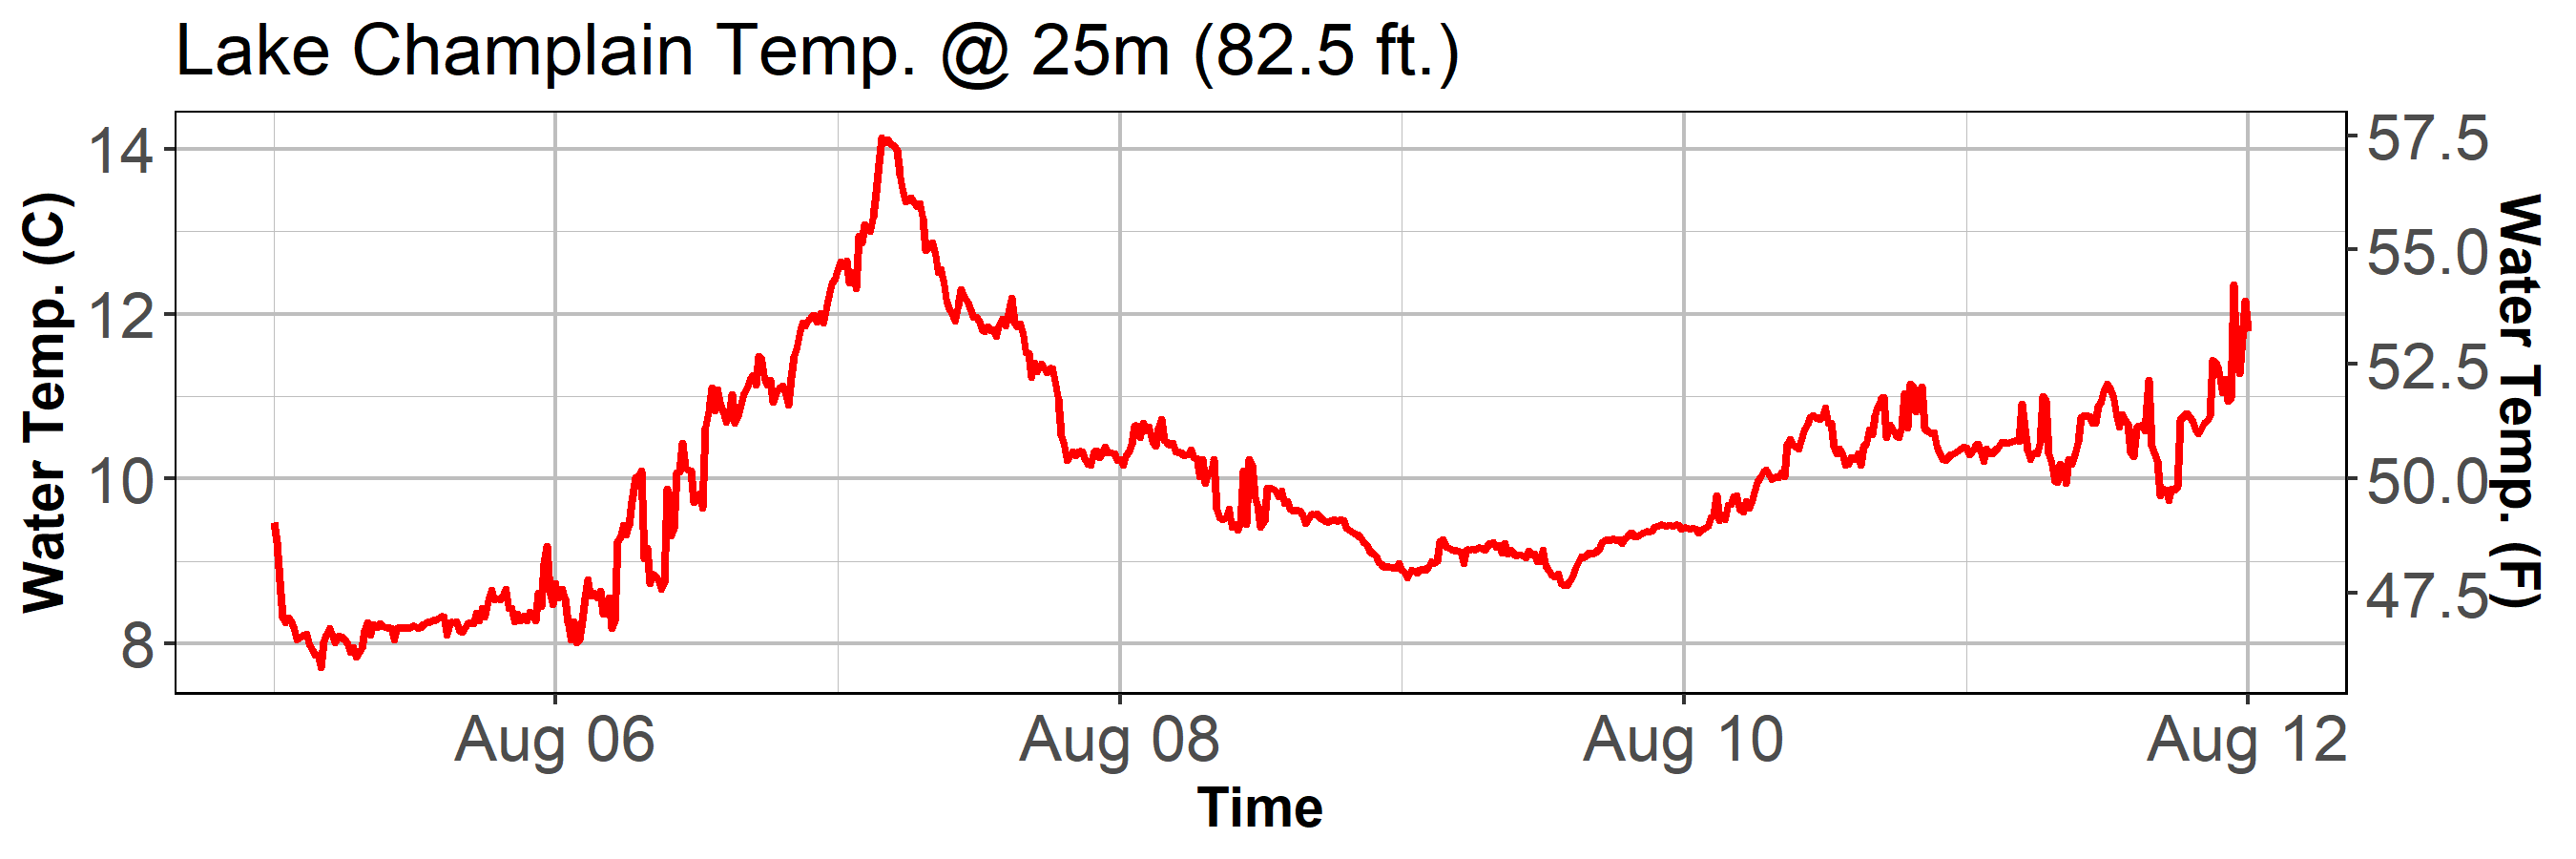 Lake Champlain Temp. @ 25m (82.5 ft.)
Water Temp. (C)
14
12
10
8
57.5
55.0
52.5
50.0
47.5
Water Temp. (F)
Aug 06
Aug 08
Aug 10
Aug 12
Time